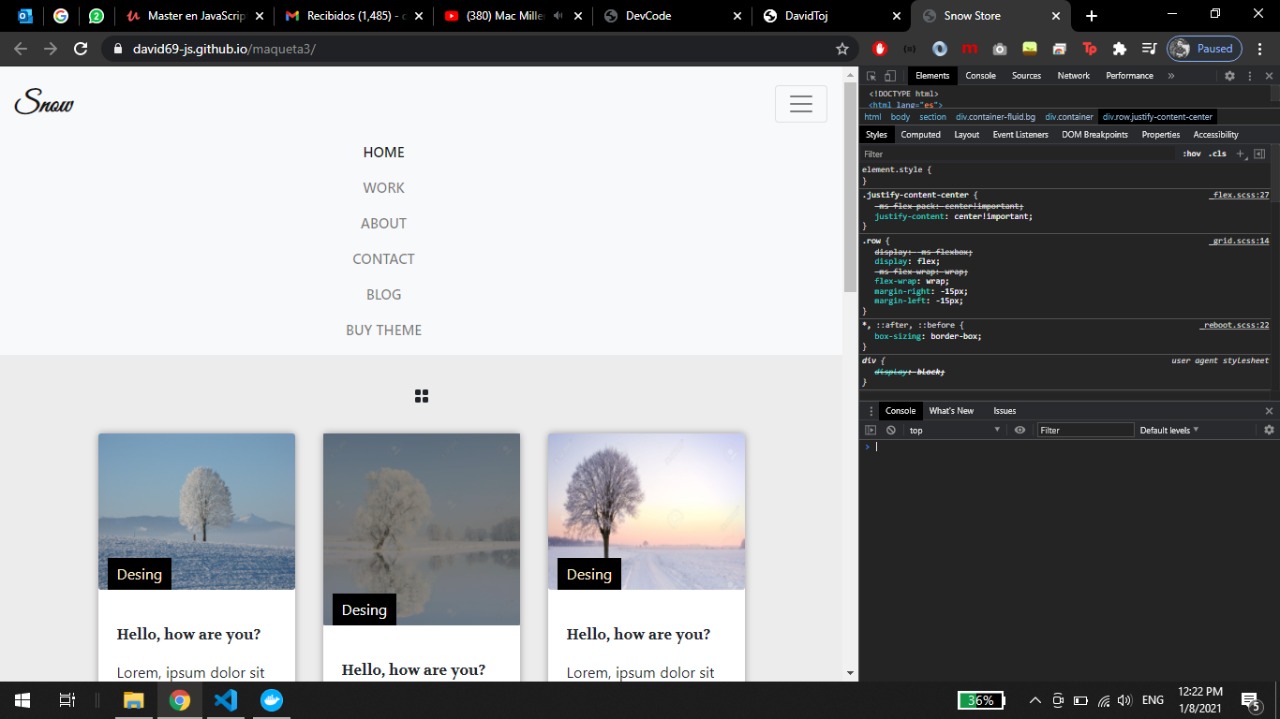 Master en JavaScrip
Recibidos (1,485) - c
(380) Mac Mille
DevCode
DavidToj
Snow Store
david69-js.github.io/maqueta3/
m
Tp
Paused
Snow
HOME
WORK
ABOUT
CONTACT
BLOG
BUY THEME
Desing
Desing
Desing
Hello, how are you?
Hello, how are you?
Hello, how are you?
Lorem, ipsum dolor sit
Lorem, ipsum dolor sit
Elements Console Sources Network Performance »
<!DOCTYPE html>
<html lang="es">
html body section div.container-fluid.bg div.container div.row.justify-content-center
Styles Computed Layout Event Listeners DOM Breakpoints Properties Accessibility
Filter :hov .cls +
element.style {
}
.justify-content-center { _flex.scss:27
-ms-flex-pack: center!important;
justify-content: center!important;
}
.row { _grid.scss:14
display: -ms-flexbox;
display: flex;
-ms-flex-wrap: wrap;
flex-wrap: wrap;
margin-right: -15px;
margin-left: -15px;
}
*, ::after, ::before { _reboot.scss:22
box-sizing: border-box;
}
div { user agent stylesheet
display: block;
}
Console What's New Issues
top Filter Default levels
36% ENG 12:22 PM
1/8/2021
5